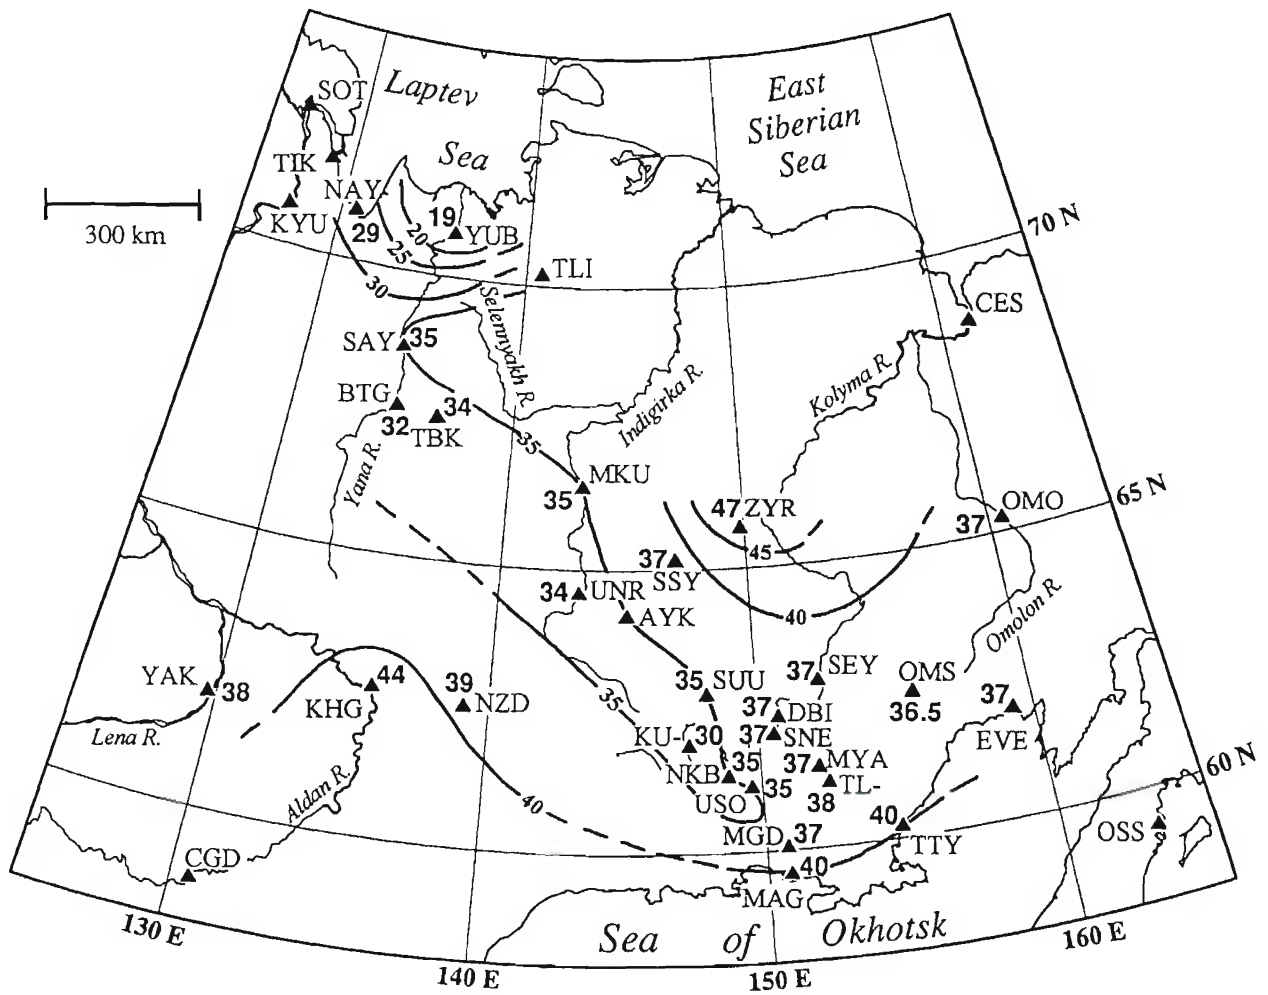 SOT
Laptev
East
Siberian
Sea
Sea
TIK
NAY
KYU
29
19
YUB
20
25
30
300 km
70 N
TLI
CES
SAY
35
Selennyakh R.
BTG
32
34
TBK
Yana R.
35
Indigirka R.
Kolyma R.
MKU
35
47
ZYR
45
OMO
37
65 N
37
SSY
34
UNR
AYK
40
Omolon R.
YAK
38
44
KHG
39
NZD
35
35
SUU
37
SEY
OMS
36.5
37
EVE
Lena R.
KU-
30
37
DBI
37
SNE
NKB
35
37
MYA
TL-
38
USO
35
60 N
Aldan R.
40
MGD
37
40
TTY
OSS
CGD
40
MAG
Sea of Okhotsk
130 E
140 E
150 E
160 E